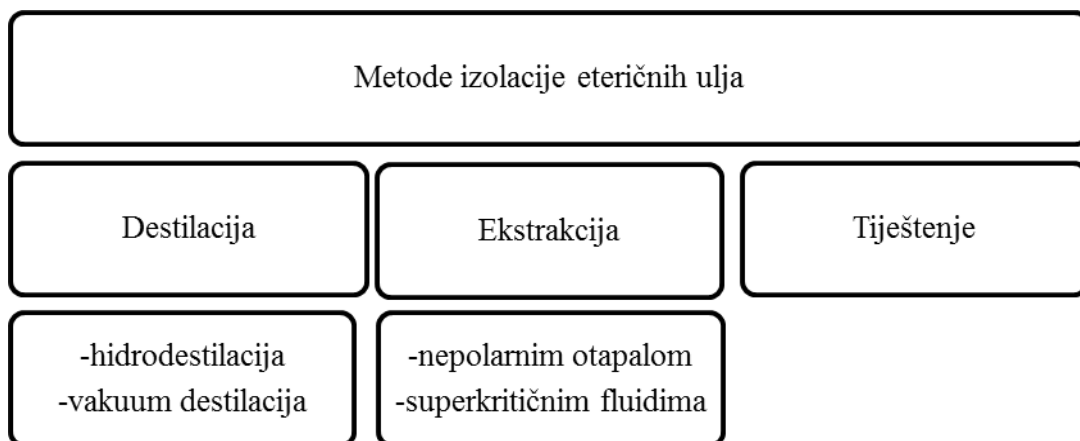 Metode izolacije eteričnih ulja
Destilacija
Ekstrakcija
Tiještenje
-hidrodestilacija
-vakuum destilacija
-nepolarnim otapalom
-superkritičnim fluidima